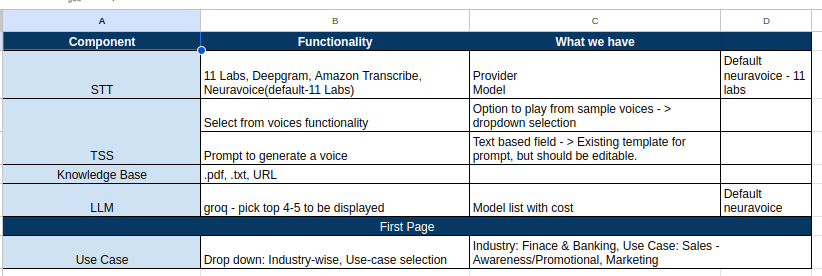 A B C D
Component Functionality What we have
Default
11 Labs, Deepgram, Amazon Transcribe, Provider neuravoice - 11
STT Neuravoice(default-11 Labs) Model labs
Option to play from sample voices - >
Select from voices functionality dropdown selection
Text based field - > Existing template for
TSS Prompt to generate a voice prompt, but should be editable.
Knowledge Base .pdf, .txt, URL
Default
LLM groq - pick top 4-5 to be displayed Model list with cost neuravoice
First Page
Industry: Finace & Banking, Use Case: Sales -
Use Case Drop down: Industry-wise, Use-case selection Awareness/Promotional, Marketing